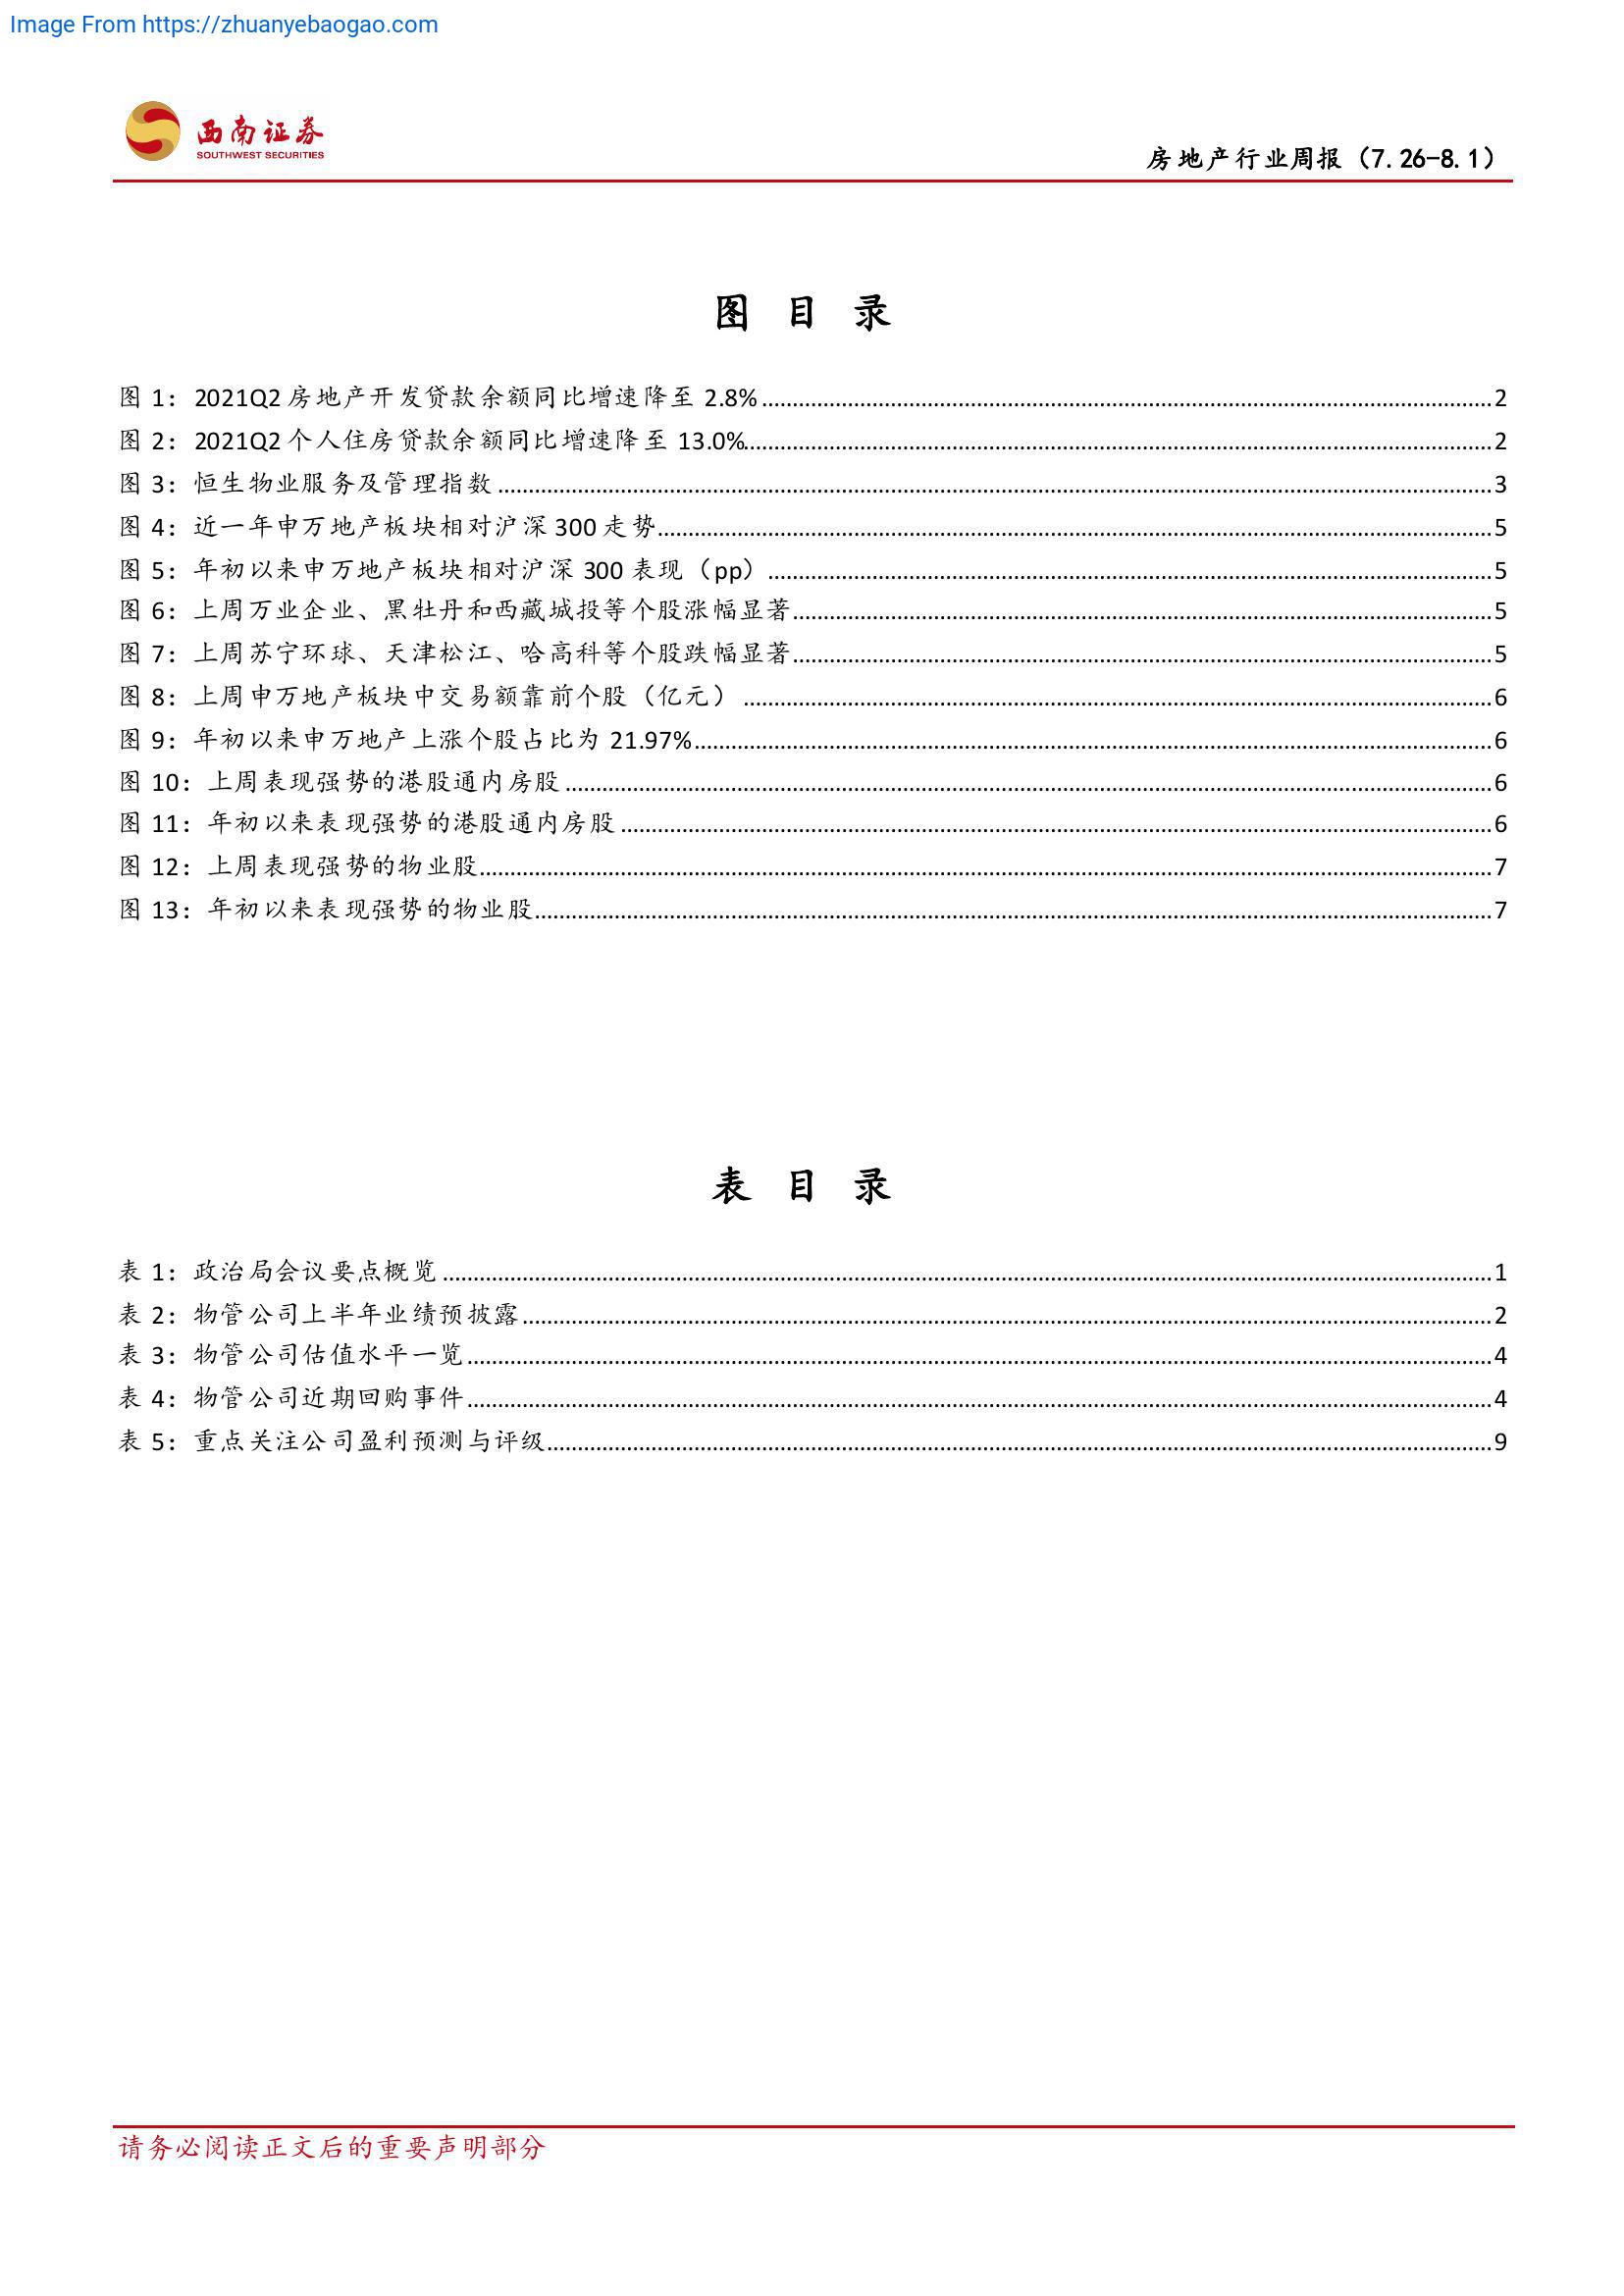 Image From https://zhuanyebaogao.com
西南证券
SOUTHWEST SECURITIES
房地产行业周报（7.26-8.1）
图 目 录
图 1：2021Q2 房地产开发贷款余额同比增速降至 2.8%........2
图 2：2021Q2 个人住房贷款余额同比增速降至 13.0%........2
图 3：恒生物业服务及管理指数........3
图 4：近一年申万地产板块相对沪深 300 走势........5
图 5：年初以来申万地产板块相对沪深 300 表现（pp）........5
图 6：上周万业企业、黑牡丹和西藏城投等个股涨幅显著........5
图 7：上周苏宁环球、天津松江、哈高科等个股跌幅显著........5
图 8：上周申万地产板块中交易额靠前个股（亿元）........6
图 9：年初以来申万地产上涨个股占比为 21.97%........6
图 10：上周表现强势的港股通内房股........6
图 11：年初以来表现强势的港股通内房股........6
图 12：上周表现强势的物业股........7
图 13：年初以来表现强势的物业股........7
表 目 录
表 1：政治局会议要点概览........1
表 2：物管公司上半年业绩预披露........2
表 3：物管公司估值水平一览........4
表 4：物管公司近期回购事件........4
表 5：重点关注公司盈利预测与评级........9
请务必阅读正文后的重要声明部分